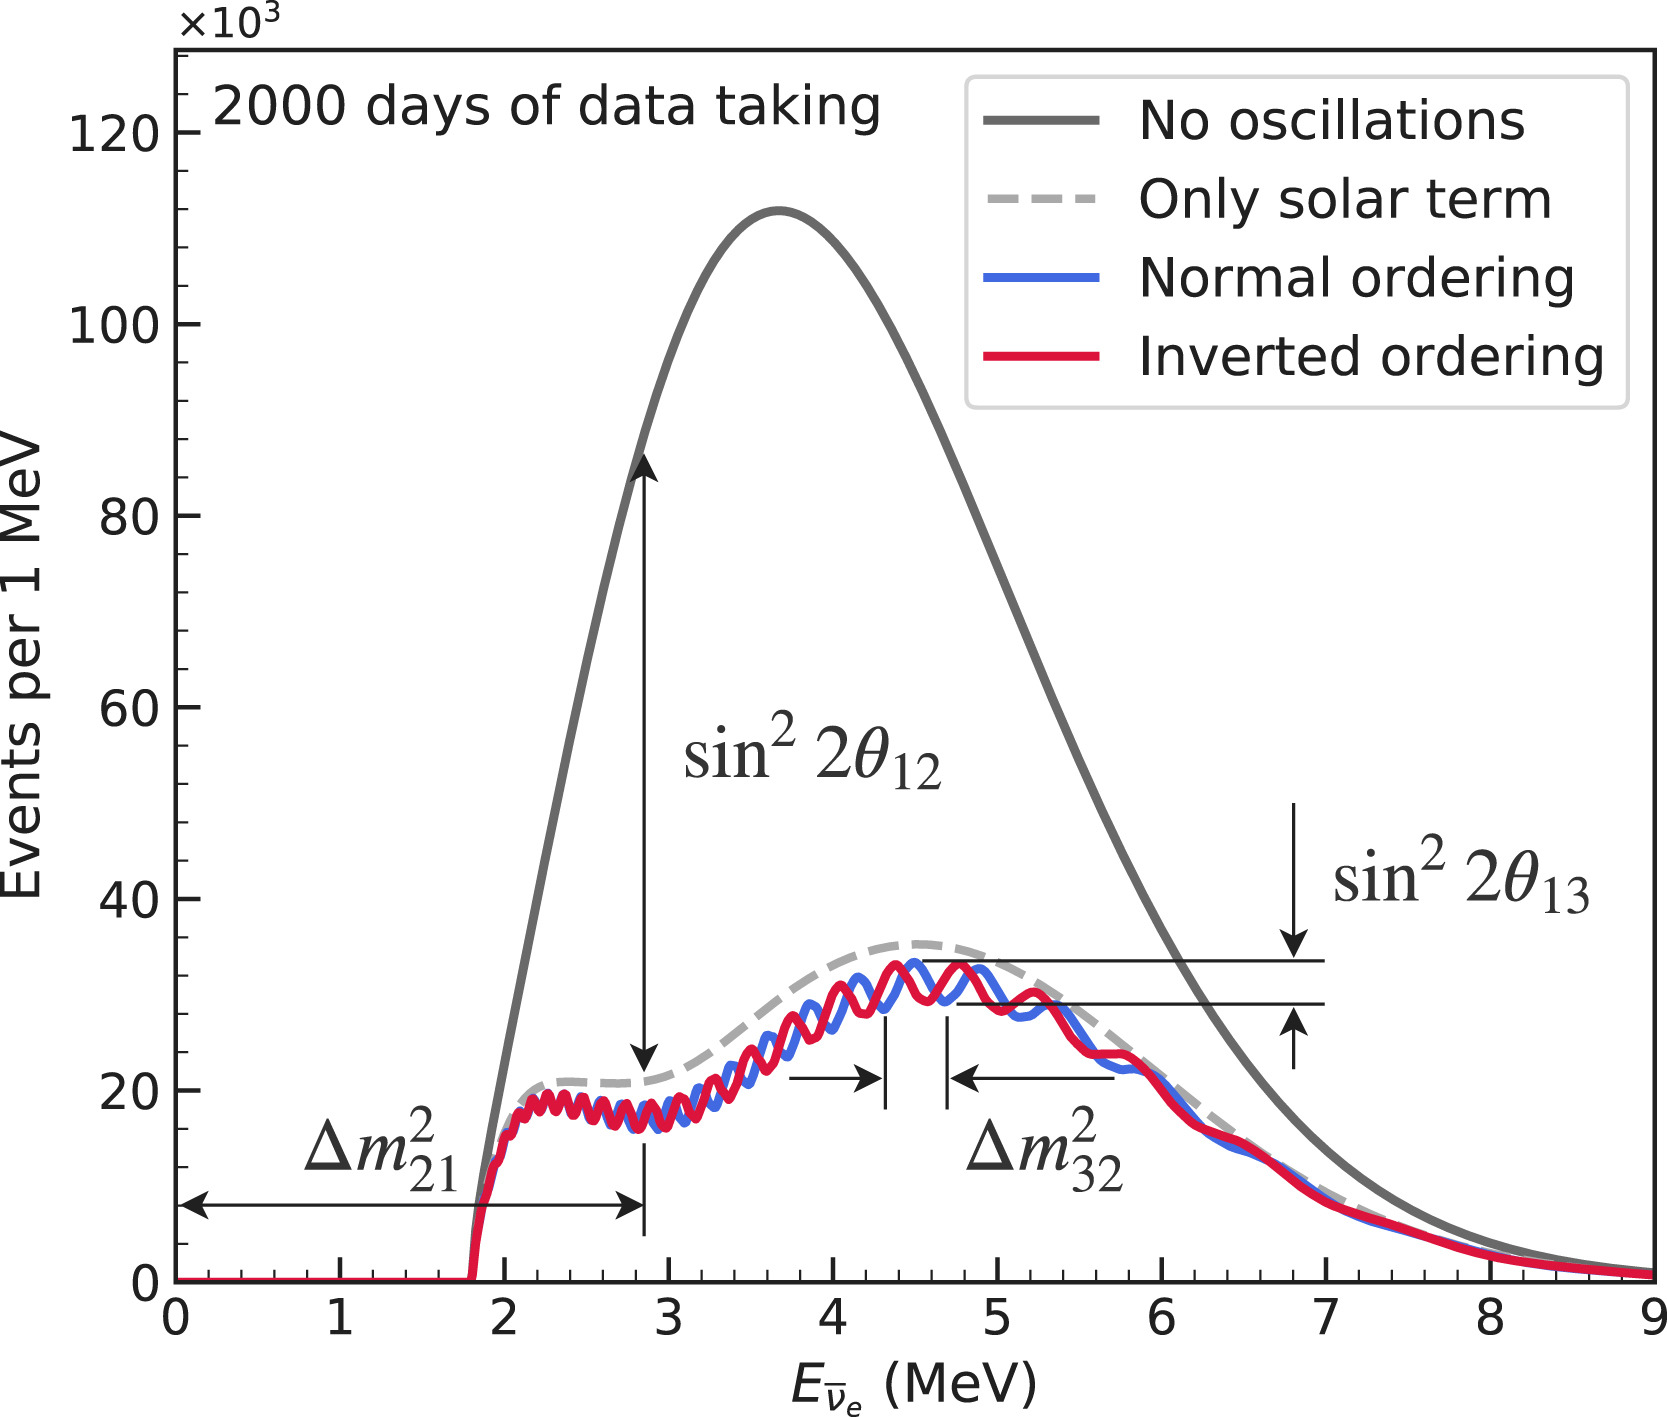 ×10³
2000 days of data taking
No oscillations
Only solar term
Normal ordering
Inverted ordering
120
100
80
60
40
20
0
Events per 1 MeV
sin² 2θ₁₂
sin² 2θ₁₃
Δm²₂₁
Δm²₃₂
0 1 2 3 4 5 6 7 8 9
E_ν̅ₑ (MeV)